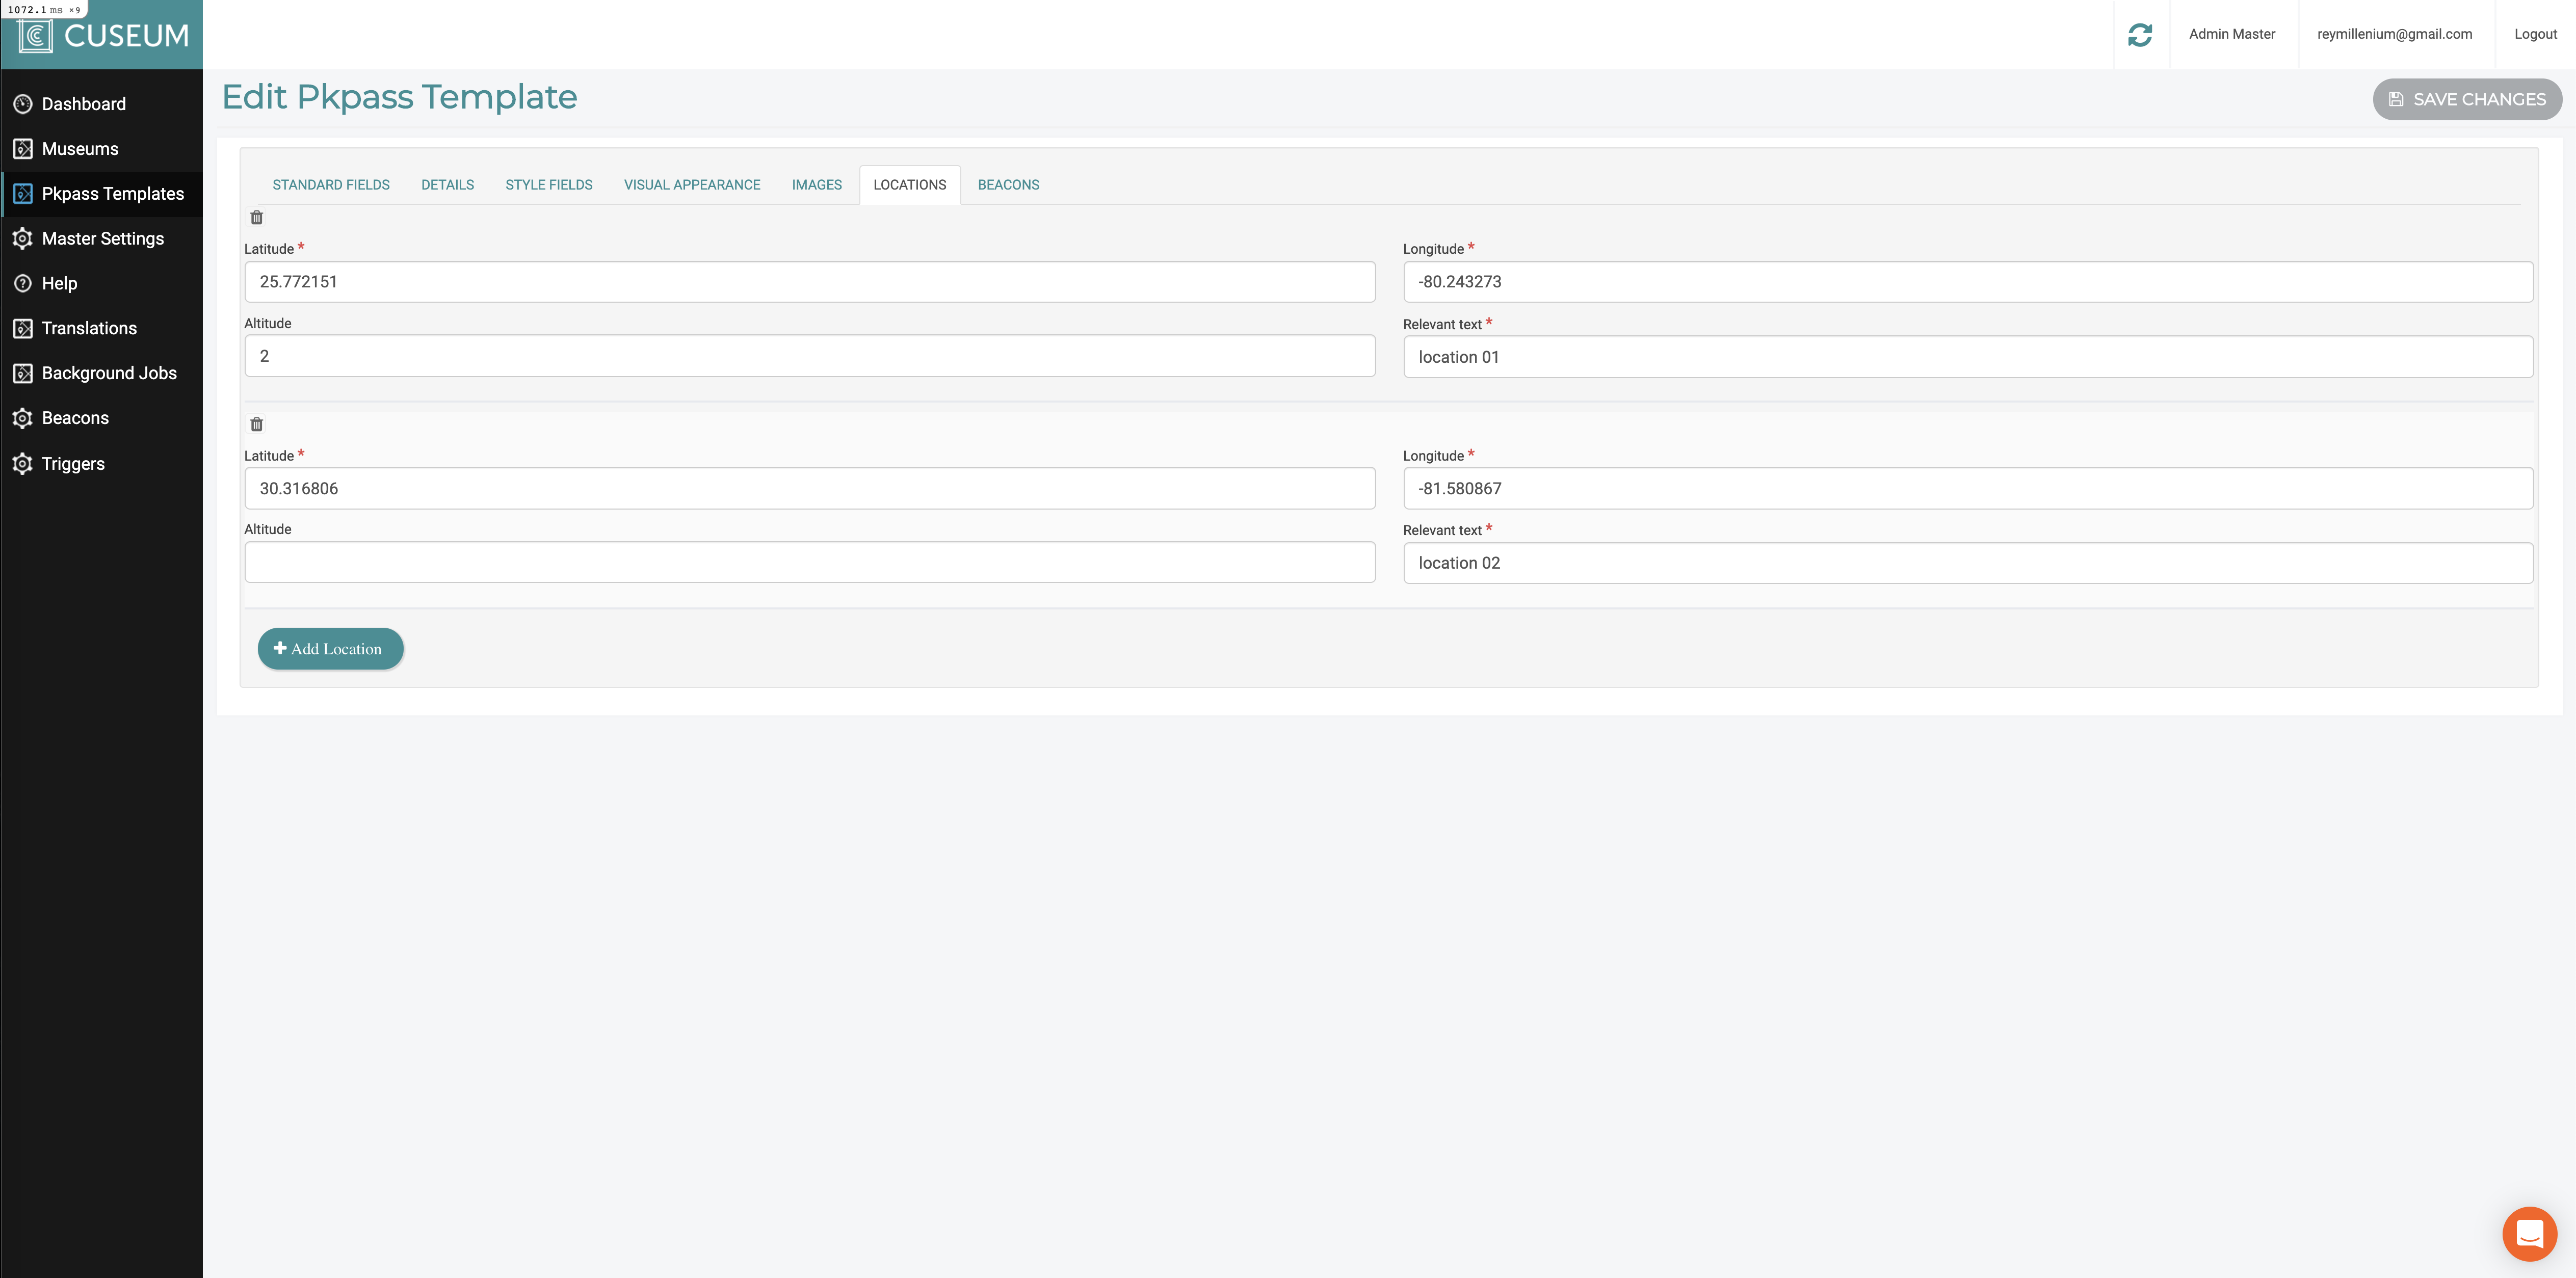 1072.1 ms ×9
CUSEUM
Admin Master
reymillenium@gmail.com
Logout
Dashboard
Museums
Pkpass Templates
Master Settings
Help
Translations
Background Jobs
Beacons
Triggers
Edit Pkpass Template
SAVE CHANGES
STANDARD FIELDS DETAILS STYLE FIELDS VISUAL APPEARANCE IMAGES LOCATIONS BEACONS
Latitude * Longitude *
25.772151 -80.243273
Altitude Relevant text *
2 location 01
Latitude * Longitude *
30.316806 -81.580867
Altitude Relevant text *
location 02
Add Location